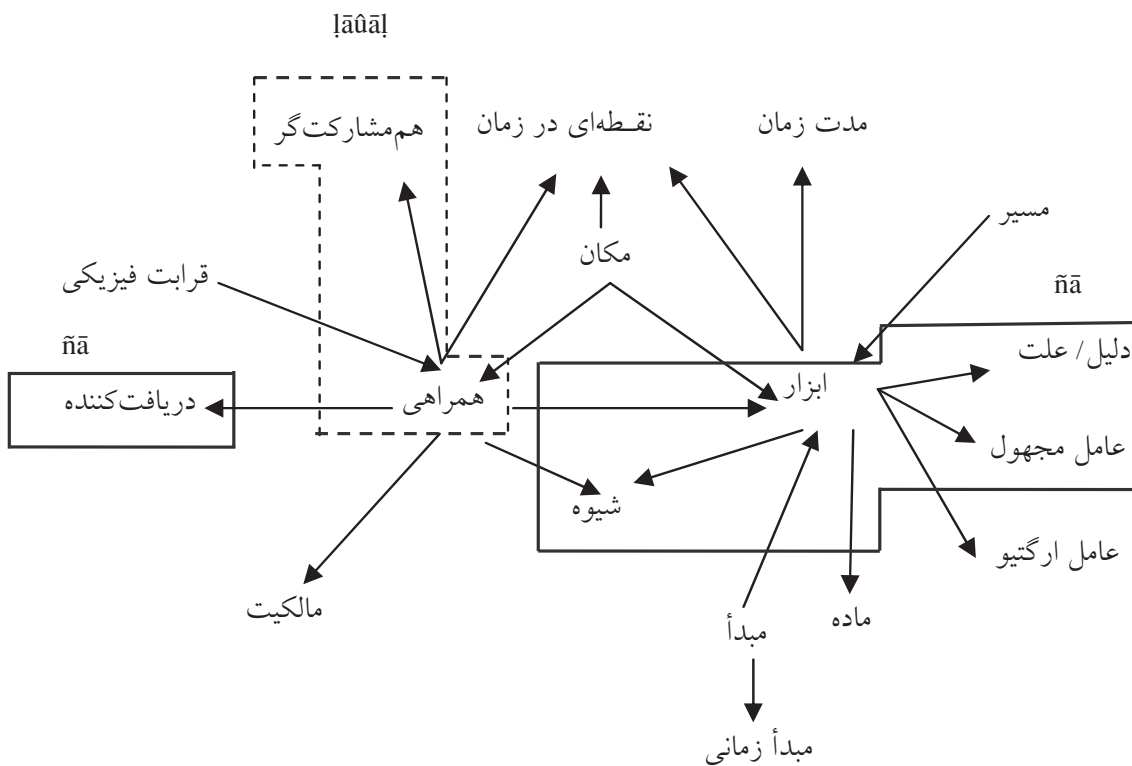 ļāûāļ
هم‌مشارکت‌گر
نقطه‌ای در زمان
مدت زمان
مسیر
مکان
قرابت فیزیکی
ñā
ñā
دلیل/ علت
ابزار
همراهی
دریافت‌کننده
عامل مجهول
شیوه
عامل ارگتیو
مالکیت
ماده
مبدأ
مبدأ زمانی